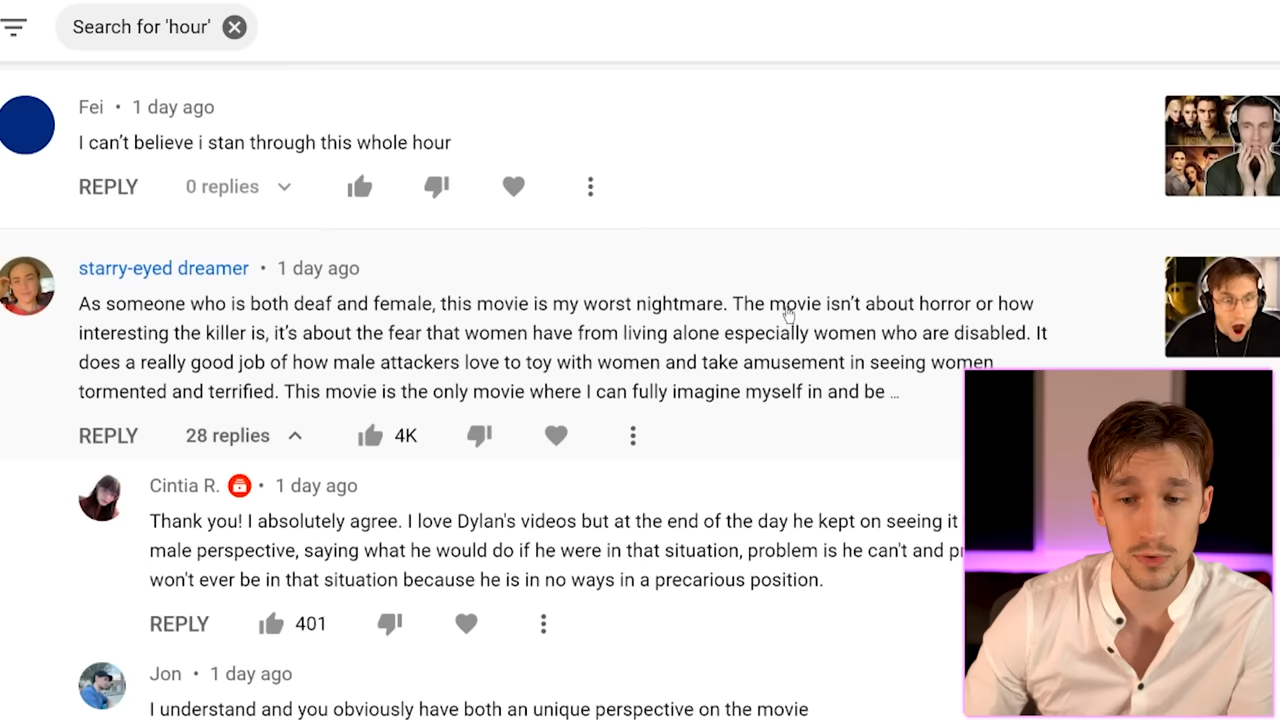 Search for 'hour'
Fei • 1 day ago
I can't believe i stan through this whole hour
REPLY 0 replies
starry-eyed dreamer • 1 day ago
As someone who is both deaf and female, this movie is my worst nightmare. The movie isn't about horror or how
interesting the killer is, it's about the fear that women have from living alone especially women who are disabled. It
does a really good job of how male attackers love to toy with women and take amusement in seeing women
tormented and terrified. This movie is the only movie where I can fully imagine myself in and be ...
REPLY 28 replies 4K
Cintia R. • 1 day ago
Thank you! I absolutely agree. I love Dylan's videos but at the end of the day he kept on seeing it
male perspective, saying what he would do if he were in that situation, problem is he can't and
won't ever be in that situation because he is in no ways in a precarious position.
REPLY 401
Jon • 1 day ago
I understand and you obviously have both an unique perspective on the movie